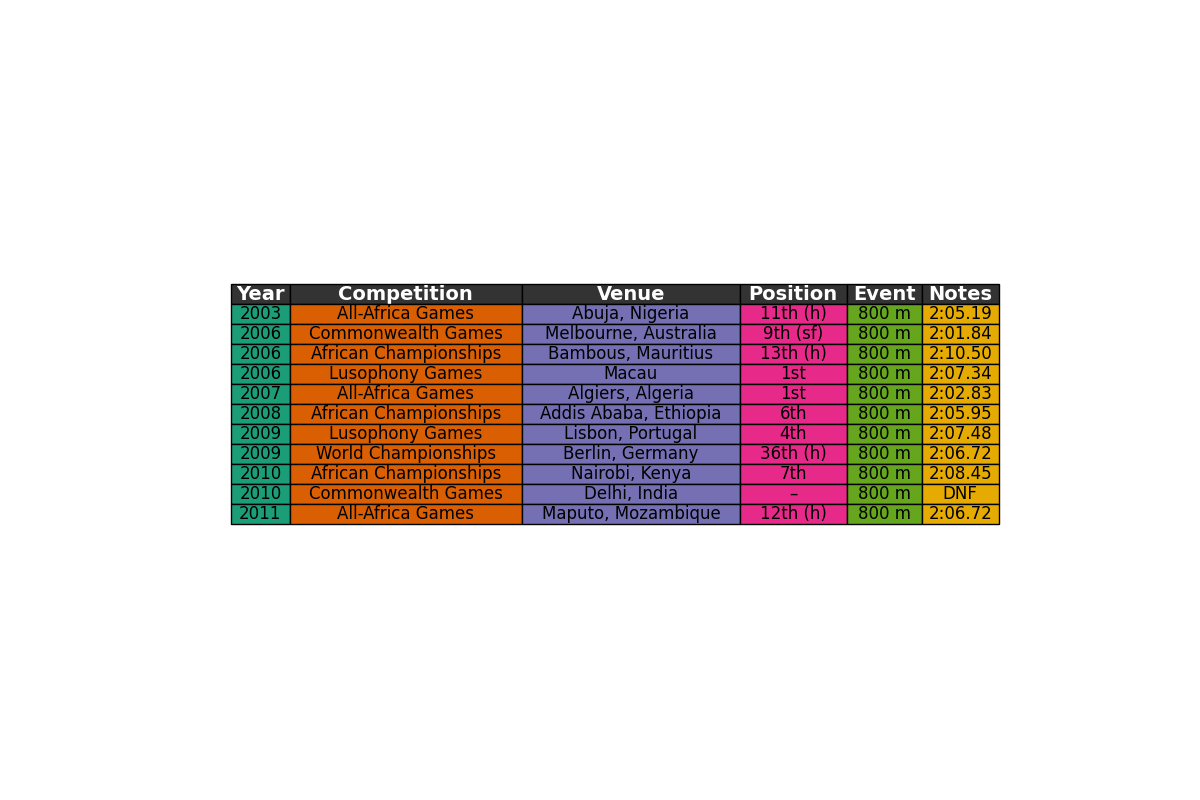 Year Competition Venue Position Event Notes
2003 All-Africa Games Abuja, Nigeria 11th (h) 800 m 2:05.19
2006 Commonwealth Games Melbourne, Australia 9th (sf) 800 m 2:01.84
2006 African Championships Bambous, Mauritius 13th (h) 800 m 2:10.50
2006 Lusophony Games Macau 1st 800 m 2:07.34
2007 All-Africa Games Algiers, Algeria 1st 800 m 2:02.83
2008 African Championships Addis Ababa, Ethiopia 6th 800 m 2:05.95
2009 Lusophony Games Lisbon, Portugal 4th 800 m 2:07.48
2009 World Championships Berlin, Germany 36th (h) 800 m 2:06.72
2010 African Championships Nairobi, Kenya 7th 800 m 2:08.45
2010 Commonwealth Games Delhi, India – 800 m DNF
2011 All-Africa Games Maputo, Mozambique 12th (h) 800 m 2:06.72